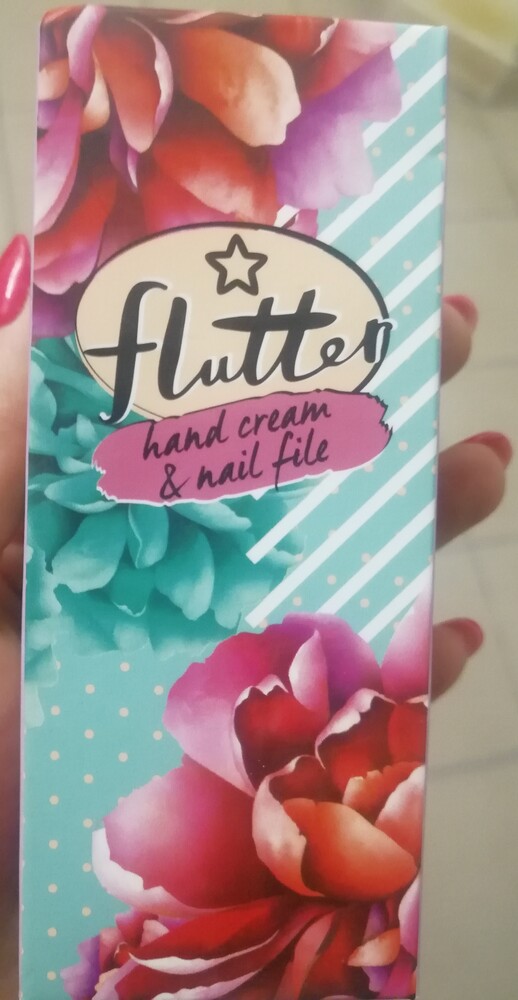 flutter
hand cream
& nail file